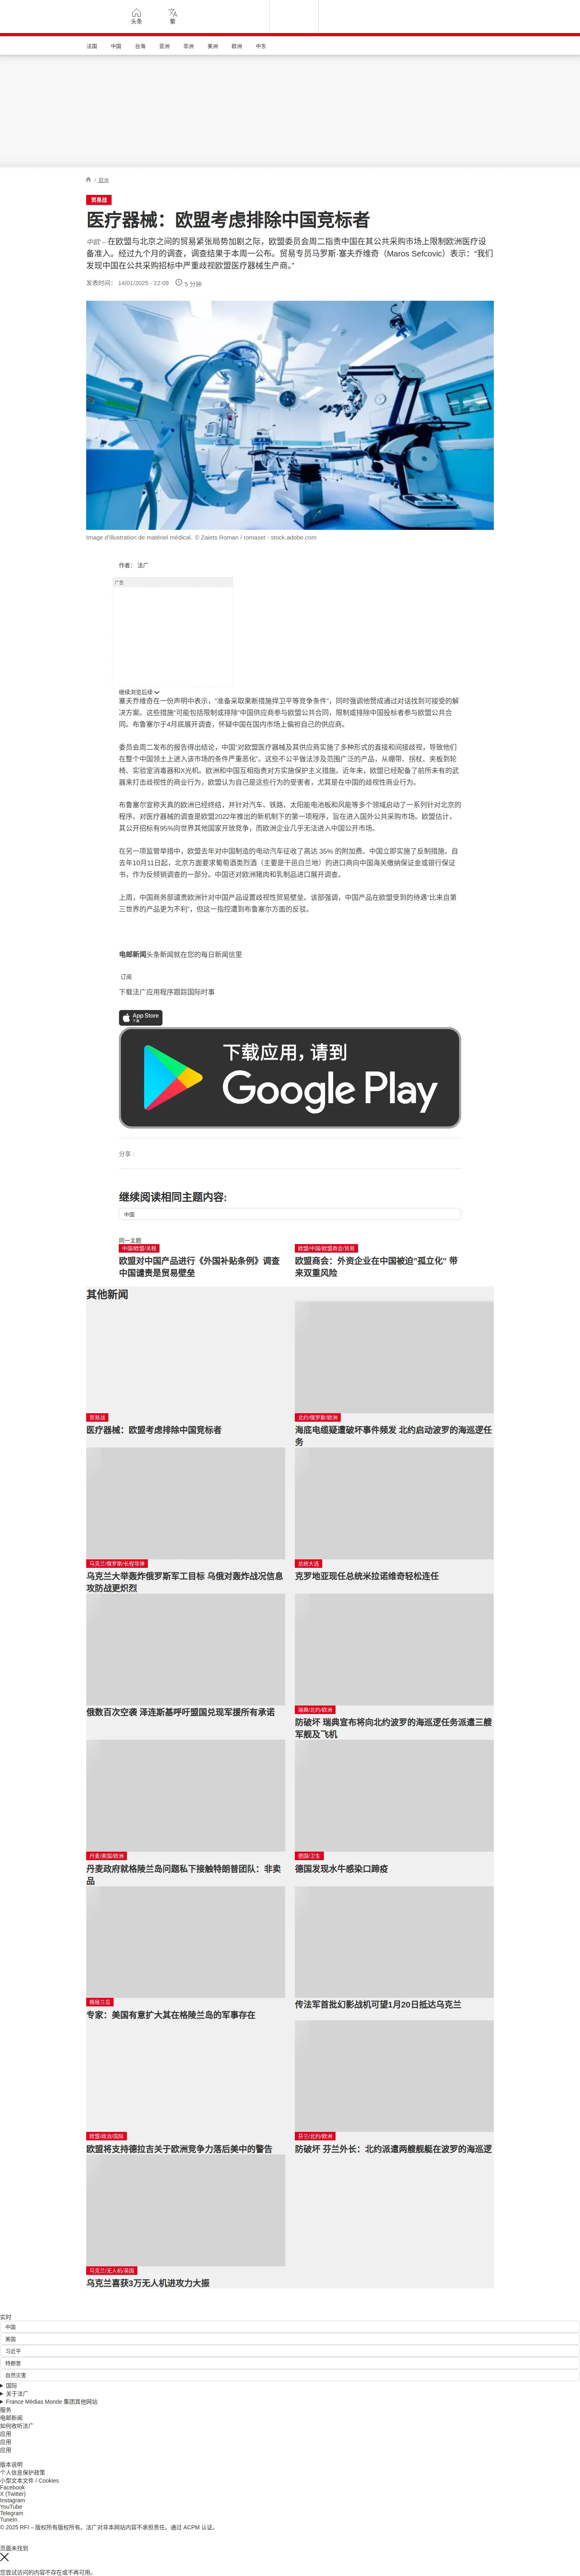 头条
繁
法国 中国 台海 亚洲 非洲 美洲 欧洲 中东
欧洲
贸易战
医疗器械：欧盟考虑排除中国竞标者
中欧 – 在欧盟与北京之间的贸易紧张局势加剧之际，欧盟委员会周二指责中国在其公共采购市场上限制欧洲医疗设
备准入。经过九个月的调查，调查结果于本周一公布。贸易专员马罗斯·塞夫乔维奇（Maros Sefcovic）表示：“我们
发现中国在公共采购招标中严重歧视欧盟医疗器械生产商。”
发表时间： 14/01/2025 - 22:09 5 分钟
Image d'illustration de matériel médical. © Zaiets Roman / romaset - stock.adobe.com
作者： 法广
广告
继续浏览后续
塞夫乔维奇在一份声明中表示，“准备采取果断措施捍卫平等竞争条件”，同时强调他赞成通过对话找到可接受的解
决方案。这些措施“可能包括限制或排除”中国供应商参与欧盟公共合同，限制或排除中国投标者参与欧盟公共合
同。布鲁塞尔于4月底展开调查，怀疑中国在国内市场上偏袒自己的供应商。
委员会周二发布的报告得出结论，中国“对欧盟医疗器械及其供应商实施了多种形式的直接和间接歧视，导致他们
在整个中国领土上进入该市场的条件严重恶化”。这些不公平做法涉及范围广泛的产品，从绷带、拐杖、夹板到轮
椅、实验室消毒器和X光机。欧洲和中国互相指责对方实施保护主义措施。近年来，欧盟已经配备了前所未有的武
器来打击歧视性的商业行为，欧盟认为自己是这些行为的受害者，尤其是在中国的歧视性商业行为。
布鲁塞尔宣称天真的欧洲已经终结，并针对汽车、铁路、太阳能电池板和风能等多个领域启动了一系列针对北京的
程序。对医疗器械的调查是欧盟2022年推出的新机制下的第一项程序，旨在进入国外公共采购市场。欧盟估计，
其公开招标有95%向世界其他国家开放竞争，而欧洲企业几乎无法进入中国公开市场。
在另一项监管举措中，欧盟去年对中国制造的电动汽车征收了高达 35% 的附加费。中国立即实施了反制措施。自
去年10月11日起，北京方面要求葡萄酒类烈酒（主要是干邑白兰地）的进口商向中国海关缴纳保证金或银行保证
书，作为反倾销调查的一部分。中国还对欧洲猪肉和乳制品进口展开调查。
上周，中国商务部谴责欧洲针对中国产品设置歧视性贸易壁垒。该部强调，中国产品在欧盟受到的待遇“比来自第
三世界的产品更为不利”，但这一指控遭到布鲁塞尔方面的反驳。
电邮新闻头条新闻就在您的每日新闻信里
订阅
下载法广应用程序跟踪国际时事
App Store
下载
下载应用，请到
Google Play
分享 :
继续阅读相同主题内容:
中国
同一主题
中国/欧盟/关税
欧盟对中国产品进行《外国补贴条例》调查
中国谴责是贸易壁垒
欧盟/中国/欧盟商会/贸易
欧盟商会：外资企业在中国被迫"孤立化" 带
来双重风险
其他新闻
贸易战
医疗器械：欧盟考虑排除中国竞标者
北约/俄罗斯/欧洲
海底电缆疑遭破坏事件频发 北约启动波罗的海巡逻任
务
乌克兰/俄罗斯/长程导弹
乌克兰大举轰炸俄罗斯军工目标 乌俄对轰炸战况信息
攻防战更炽烈
总统大选
克罗地亚现任总统米拉诺维奇轻松连任
俄数百次空袭 泽连斯基呼吁盟国兑现军援所有承诺
瑞典/北约/欧洲
防破坏 瑞典宣布将向北约波罗的海巡逻任务派遣三艘
军舰及飞机
丹麦/美国/欧洲
丹麦政府就格陵兰岛问题私下接触特朗普团队：非卖
品
德国/卫生
德国发现水牛感染口蹄疫
格陵兰岛
专家：美国有意扩大其在格陵兰岛的军事存在
传法军首批幻影战机可望1月20日抵达乌克兰
欧盟/政治/国际
欧盟将支持德拉吉关于欧洲竞争力落后美中的警告
芬兰/北约/欧洲
防破坏 芬兰外长：北约派遣两艘舰艇在波罗的海巡逻
乌克兰/无人机/英国
乌克兰喜获3万无人机进攻力大振
实时
中国
美国
习近平
特朗普
自然灾害
国际
关于法广
France Médias Monde 集团其他网站
服务
电邮新闻
如何收听法广
应用
应用
应用
版本说明
个人信息保护政策
小型文本文件 / Cookies
Facebook
X (Twitter)
Instagram
YouTube
Telegram
TuneIn
© 2025 RFI – 版权所有版权所有。法广对非本网站内容不承担责任。通过 ACPM 认证。
页面未找到
您尝试访问的内容不存在或不再可用。